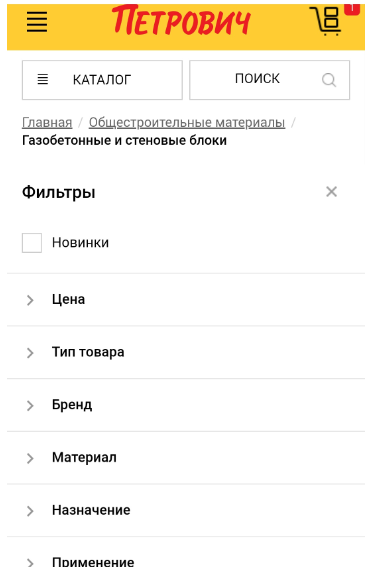 ПЕТРОВИЧ
1
КАТАЛОГ
ПОИСК
Главная / Общестроительные материалы /
Газобетонные и стеновые блоки
Фильтры
Новинки
Цена
Тип товара
Бренд
Материал
Назначение
Применение